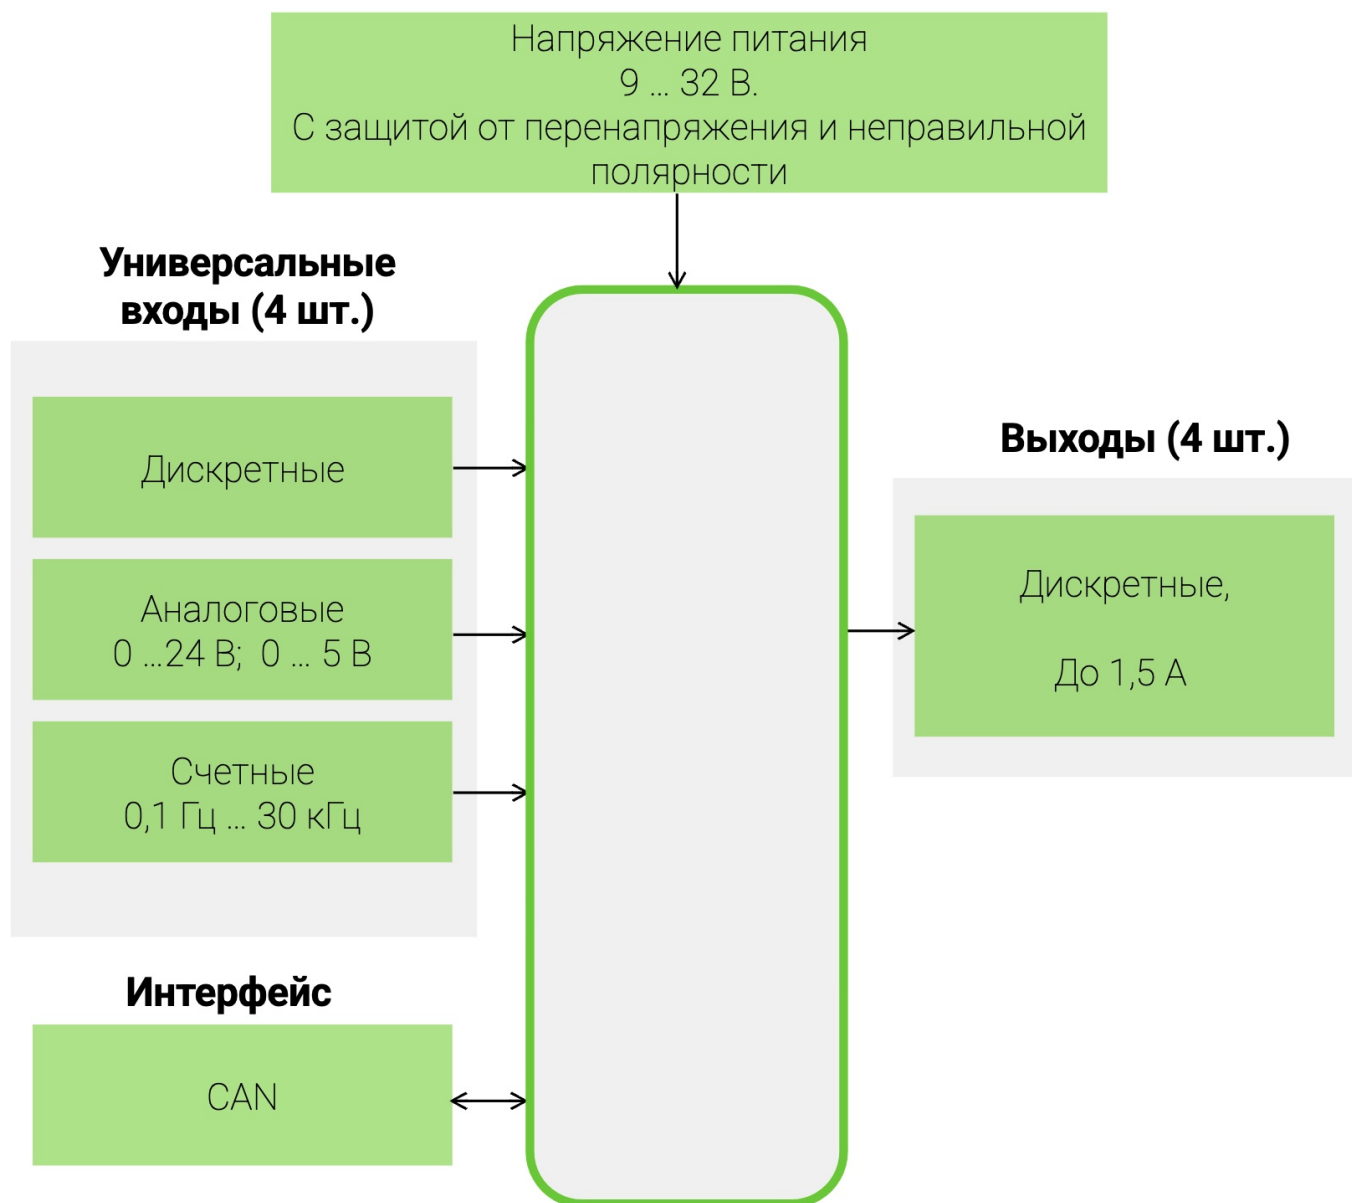 Напряжение питания
9 ... 32 В.
С защитой от перенапряжения и неправильной
полярности
Универсальные
входы (4 шт.)
Дискретные
Аналоговые
0 ...24 В;  0 ... 5 В
Счетные
0,1 Гц ... 30 кГц
Интерфейс
CAN
Выходы (4 шт.)
Дискретные,
До 1,5 А